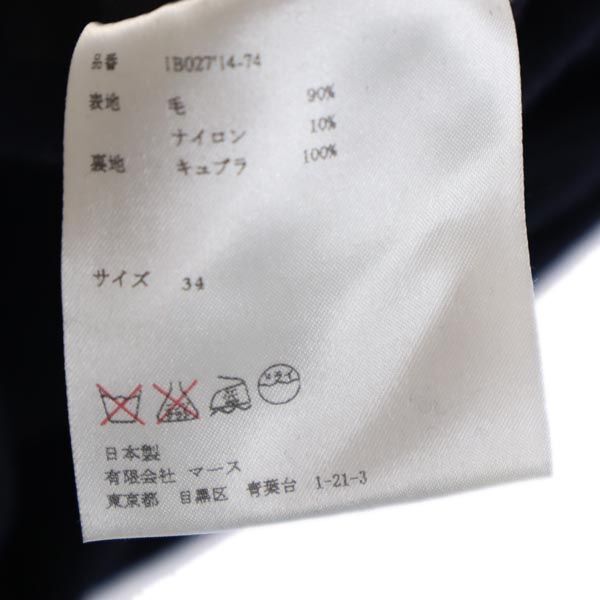 品番 1B027'14-74
表地 毛 90%
ナイロン 10%
裏地 キュプラ 100%
サイズ 34
ドライ
日本製
有限会社 マース
東京都 目黒区 青葉台 1-21-3